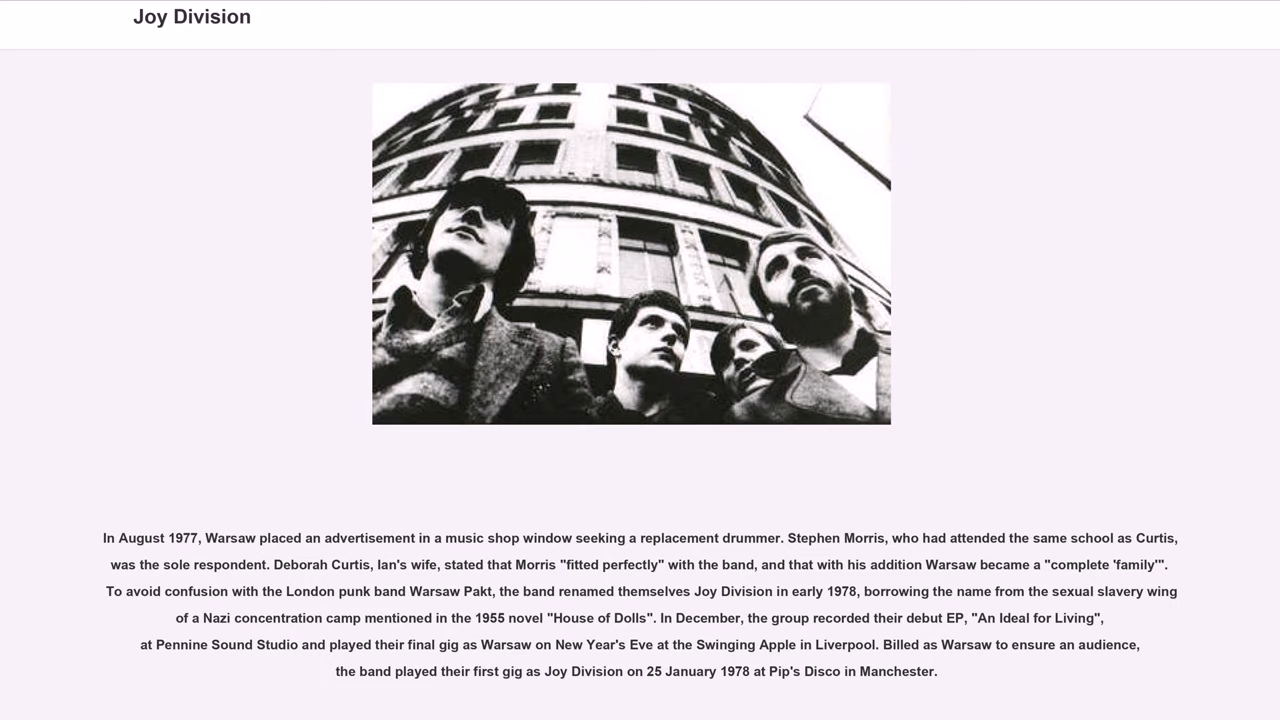 Joy Division
In August 1977, Warsaw placed an advertisement in a music shop window seeking a replacement drummer. Stephen Morris, who had attended the same school as Curtis,
was the sole respondent. Deborah Curtis, Ian's wife, stated that Morris "fitted perfectly" with the band, and that with his addition Warsaw became a "complete 'family'".
To avoid confusion with the London punk band Warsaw Pakt, the band renamed themselves Joy Division in early 1978, borrowing the name from the sexual slavery wing
of a Nazi concentration camp mentioned in the 1955 novel "House of Dolls". In December, the group recorded their debut EP, "An Ideal for Living",
at Pennine Sound Studio and played their final gig as Warsaw on New Year's Eve at the Swinging Apple in Liverpool. Billed as Warsaw to ensure an audience,
the band played their first gig as Joy Division on 25 January 1978 at Pip's Disco in Manchester.